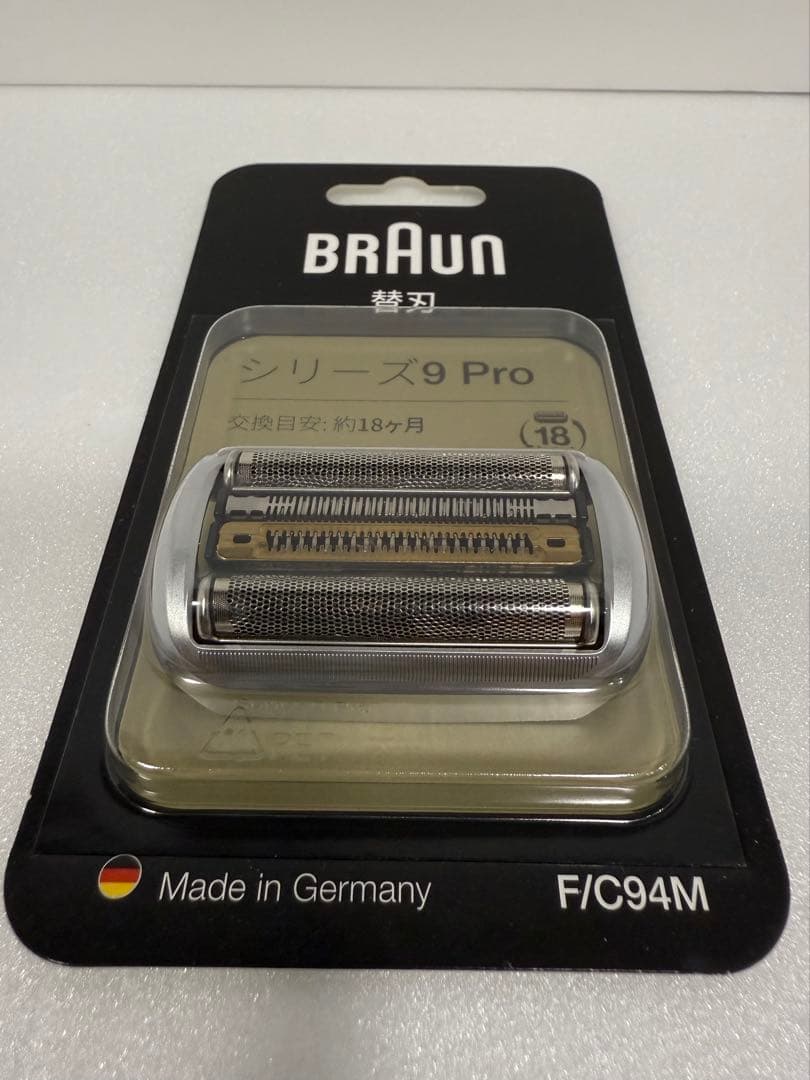 BRAUN
替刃
シリーズ9 Pro
交換目安: 約18ヶ月
(18)
PET
Made in Germany
F/C94M